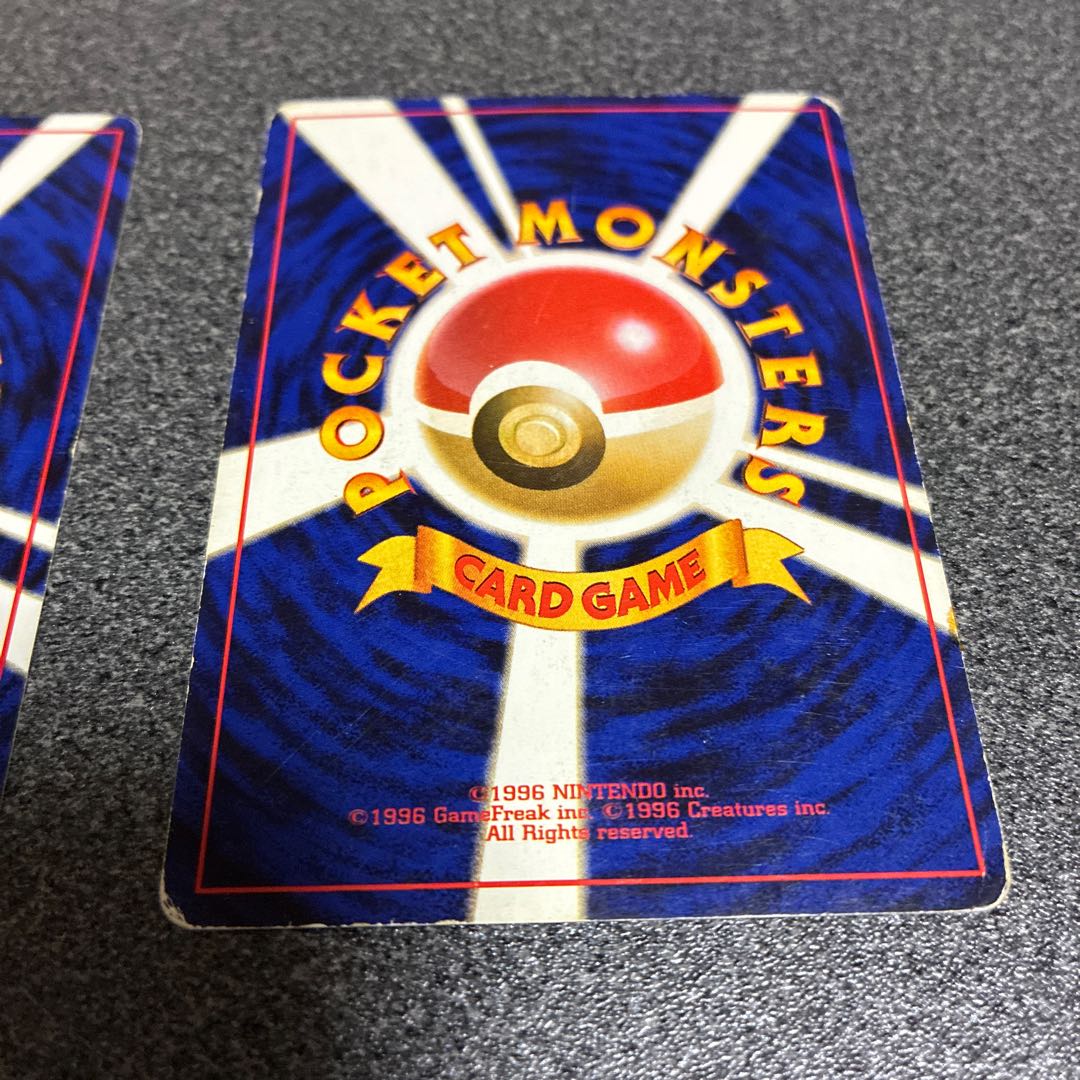 POCKET MONSTERS
CARD GAME
©1996 NINTENDO inc.
©1996 GameFreak inc. ©1996 Creatures inc.
All Rights reserved.